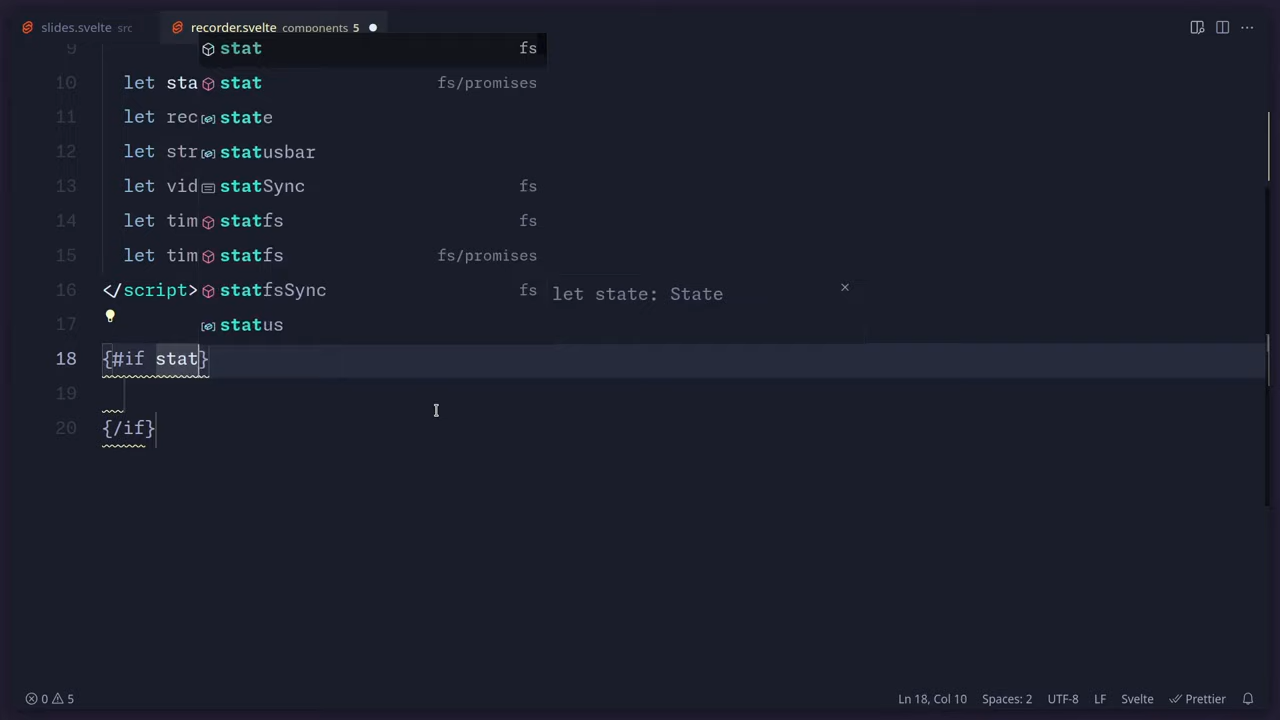 slides.svelte src
recorder.svelte components 5
9
stat fs
10 let sta stat fs/promises
11 let rec state
12 let str statusbar
13 let vid statSync fs
14 let tim statfs fs
15 let tim statfs fs/promises
16 </script> statfsSync fs
let state: State
17 status
18 {#if stat}
19
20 {/if}
0 5
Ln 18, Col 10 Spaces: 2 UTF-8 LF Svelte Prettier